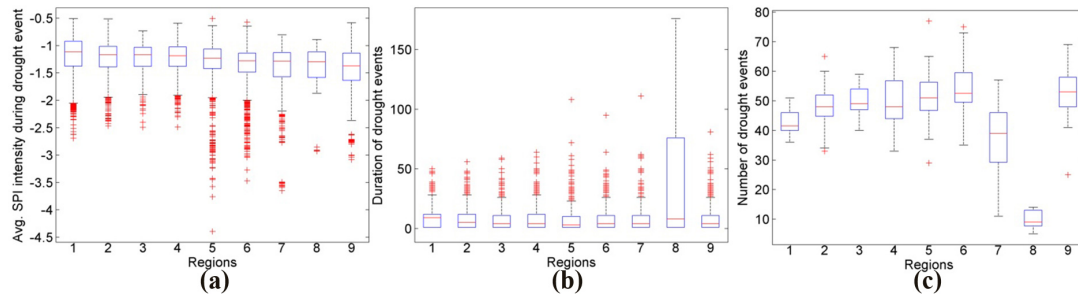 Avg. SPI intensity during drought event
-0.5
-1
-1.5
-2
-2.5
-3
-3.5
-4
-4.5
1 2 3 4 5 6 7 8 9
Regions
(a)
Duration of drought events
150
100
50
0
1 2 3 4 5 6 7 8 9
Regions
(b)
Number of drought events
80
70
60
50
40
30
20
10
1 2 3 4 5 6 7 8 9
Regions
(c)